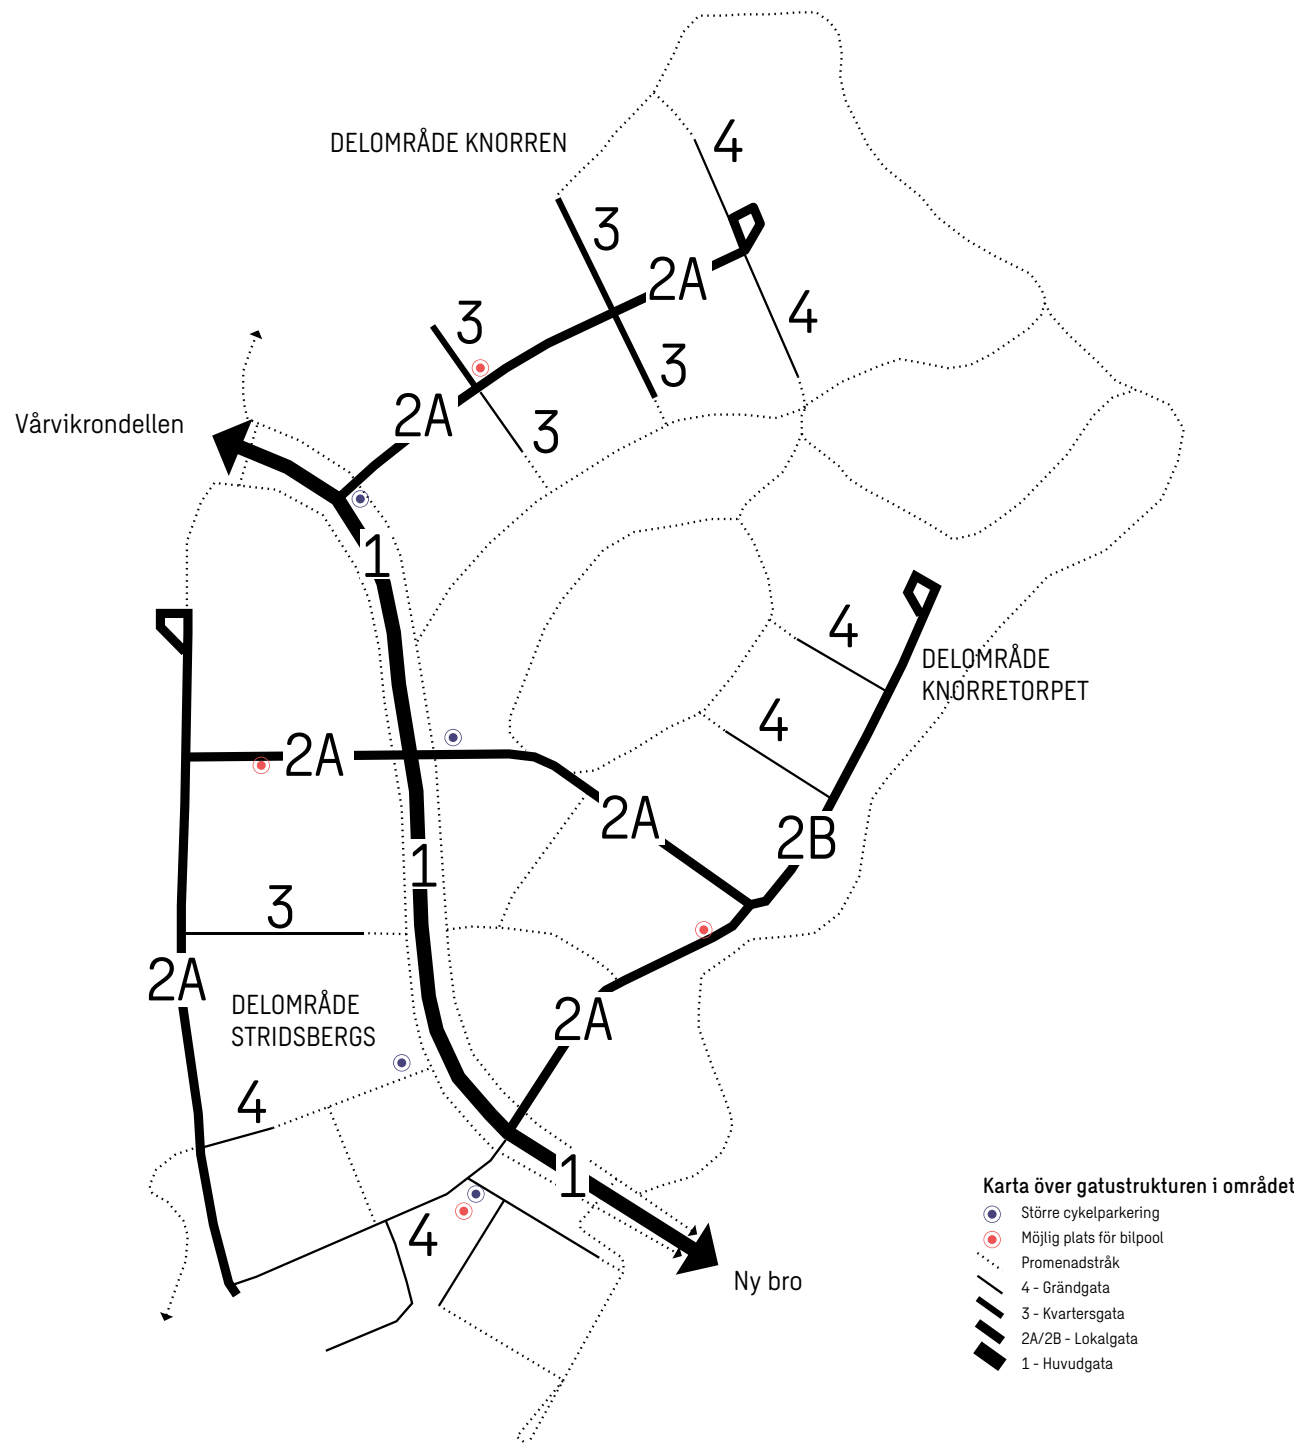 4
DELOMRÅDE KNORREN
3
2A
4
3
3
2A
Vårvikrondellen
3
1
4
DELOMRÅDE
KNORRETORPET
4
2A
2A
2B
1
3
2A
DELOMRÅDE
STRIDSBERGS
2A
4
1
4
Ny bro
Karta över gatustrukturen i området
Större cykelparkering
Möjlig plats för bilpool
Promenadstråk
4 - Grändgata
3 - Kvartersgata
2A/2B - Lokalgata
1 - Huvudgata